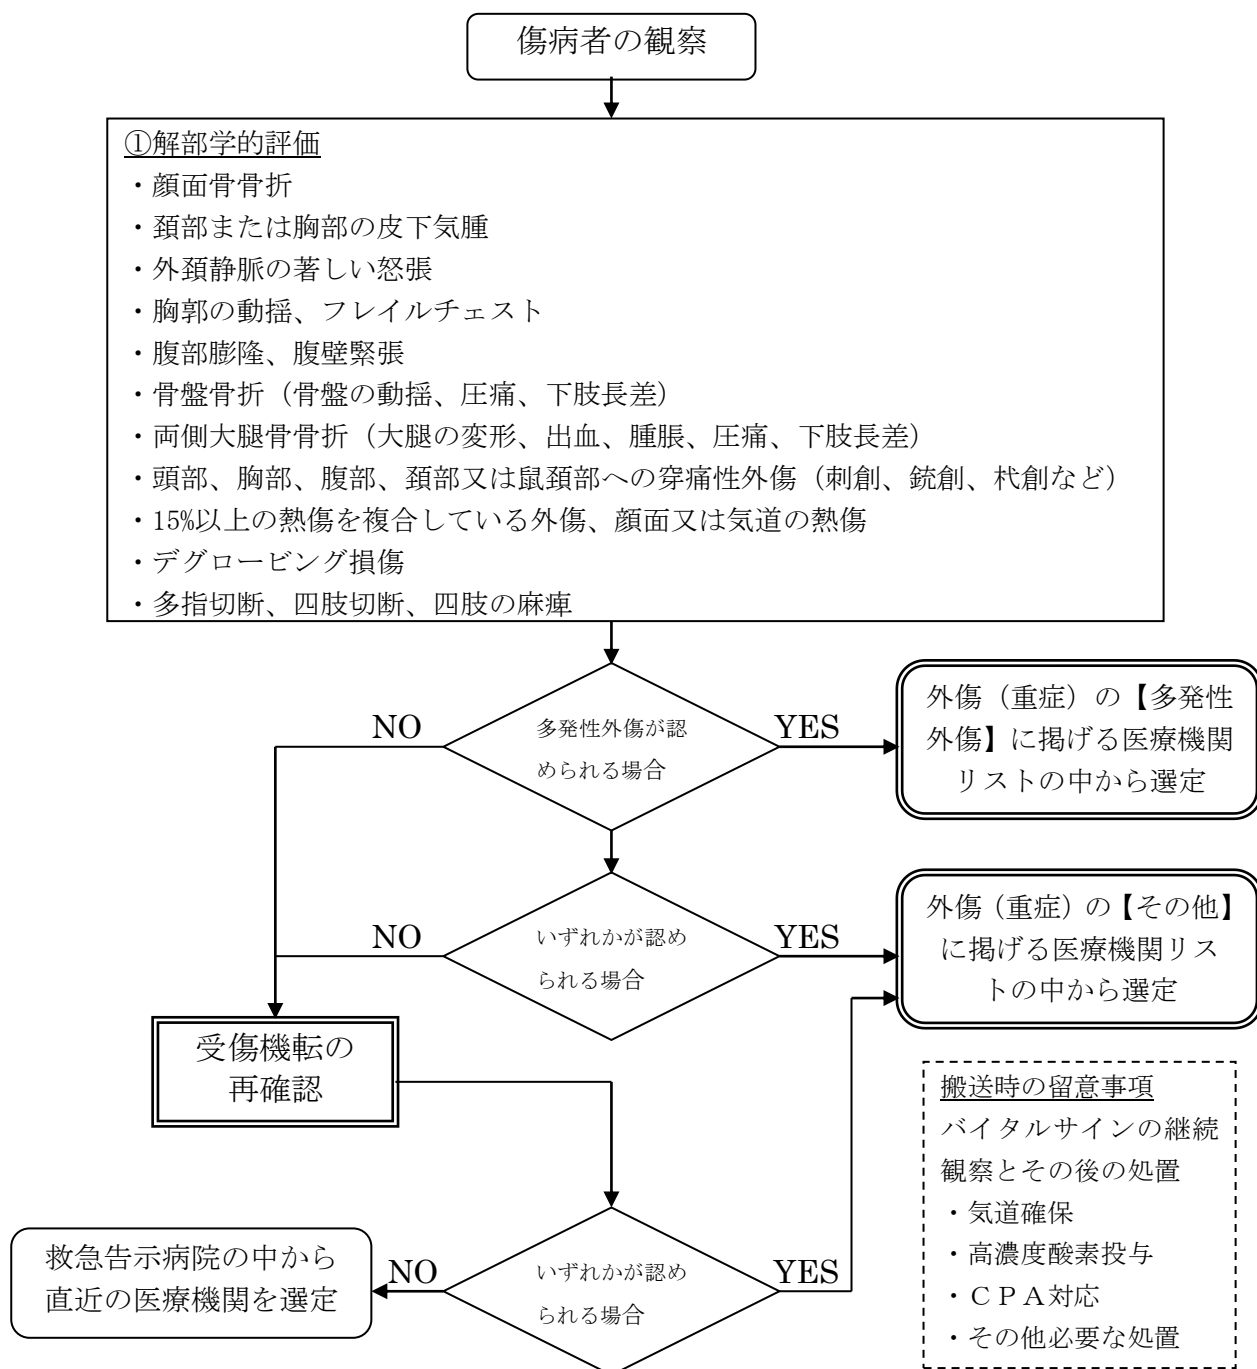 傷病者の観察
①解剖学的評価
・顔面骨骨折
・頚部または胸部の皮下気腫
・外頚静脈の著しい怒張
・胸郭の動揺、フレイルチェスト
・腹部膨隆、腹壁緊張
・骨盤骨折（骨盤の動揺、圧痛、下肢長差）
・両側大腿骨骨折（大腿の変形、出血、腫脹、圧痛、下肢長差）
・頭部、胸部、腹部、頚部又は鼠頚部への穿痛性外傷（刺創、銃創、杙創など）
・15%以上の熱傷を複合している外傷、顔面又は気道の熱傷
・デグロービング損傷
・多指切断、四肢切断、四肢の麻痺
NO
多発性外傷が認
められる場合
YES
外傷（重症）の【多発性
外傷】に掲げる医療機関
リストの中から選定
NO
いずれかが認め
られる場合
YES
外傷（重症）の【その他】
に掲げる医療機関リス
トの中から選定
受傷機転の
再確認
搬送時の留意事項
バイタルサインの継続
観察とその後の処置
・気道確保
・高濃度酸素投与
・ＣＰＡ対応
・その他必要な処置
救急告示病院の中から
直近の医療機関を選定
NO
いずれかが認め
られる場合
YES